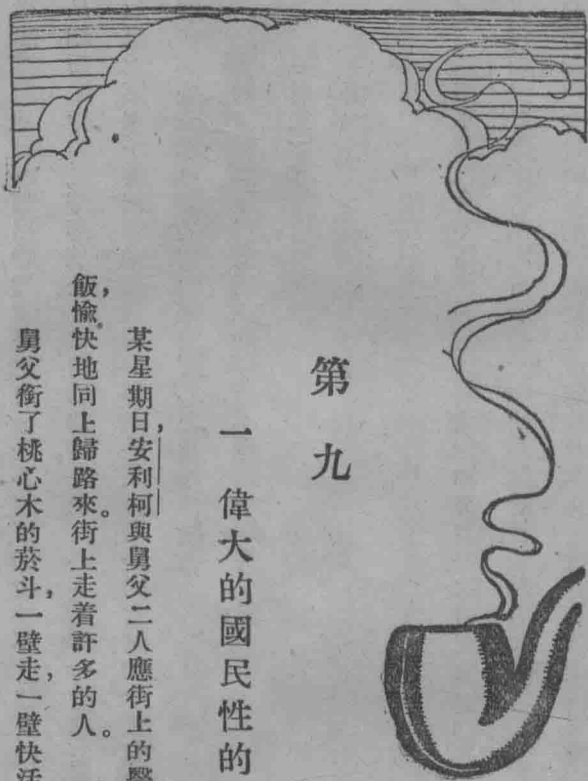 第九
一 偉大的國民性的
某星期日，安利柯與舅父二人應街上的醫
飯，愉快地同上歸路來。街上走着許多的人。
舅父銜了桃心木的菸斗，一壁走，一壁快活